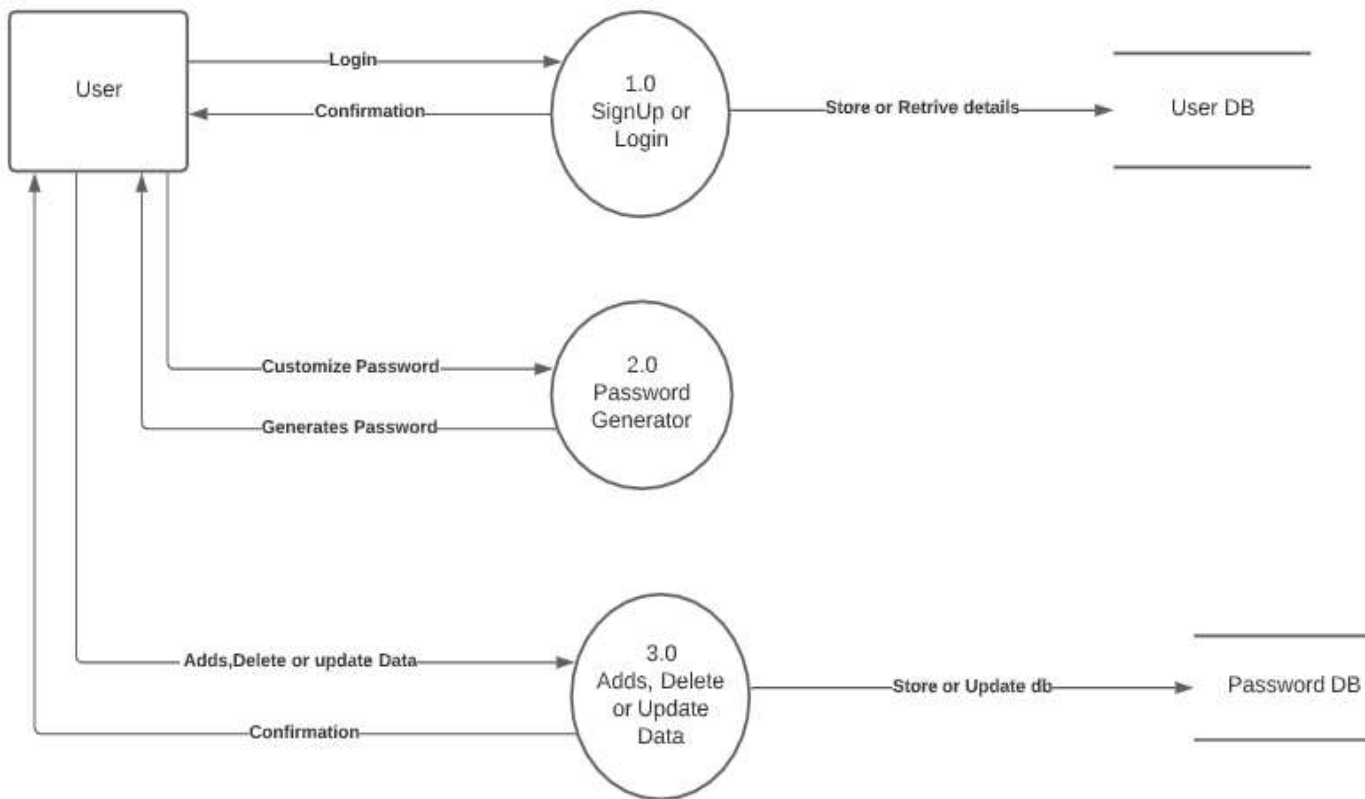 User
Login
Confirmation
1.0
SignUp or
Login
Store or Retrive details
User DB
Customize Password
Generates Password
2.0
Password
Generator
Adds,Delete or update Data
Confirmation
3.0
Adds, Delete
or Update
Data
Store or Update db
Password DB